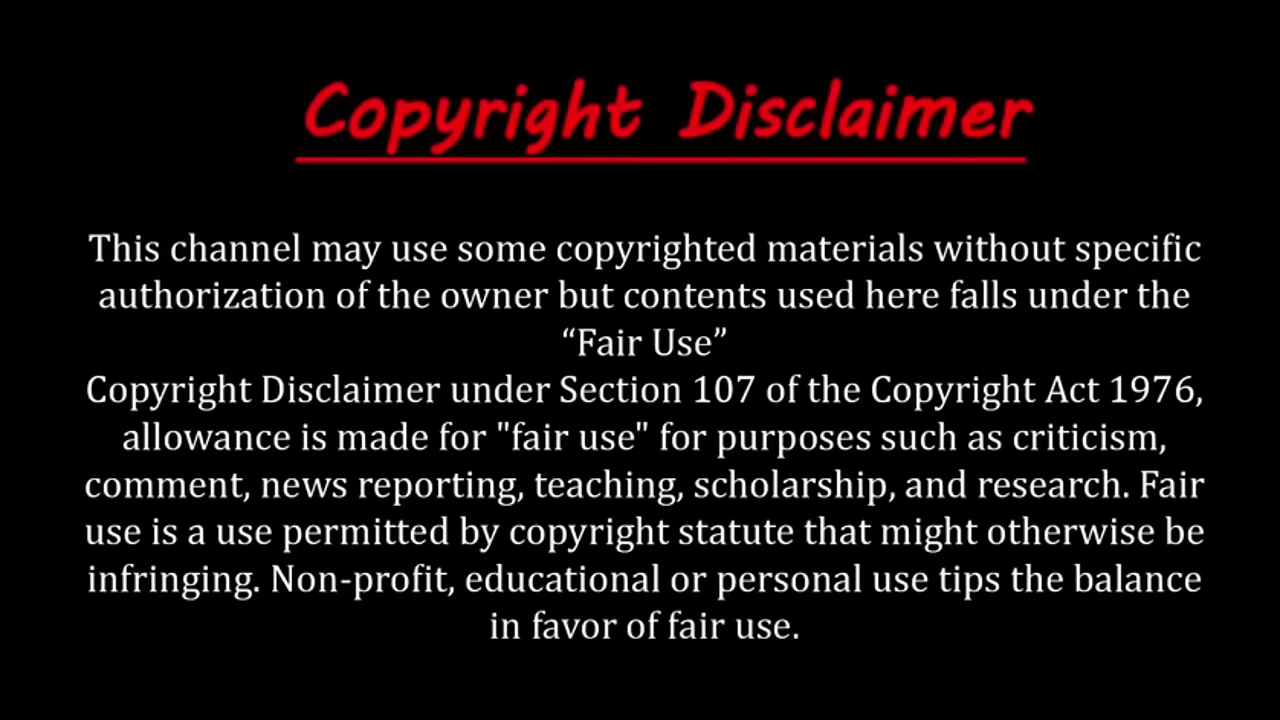 Copyright Disclaimer
This channel may use some copyrighted materials without specific
authorization of the owner but contents used here falls under the
“Fair Use”
Copyright Disclaimer under Section 107 of the Copyright Act 1976,
allowance is made for "fair use" for purposes such as criticism,
comment, news reporting, teaching, scholarship, and research. Fair
use is a use permitted by copyright statute that might otherwise be
infringing. Non-profit, educational or personal use tips the balance
in favor of fair use.